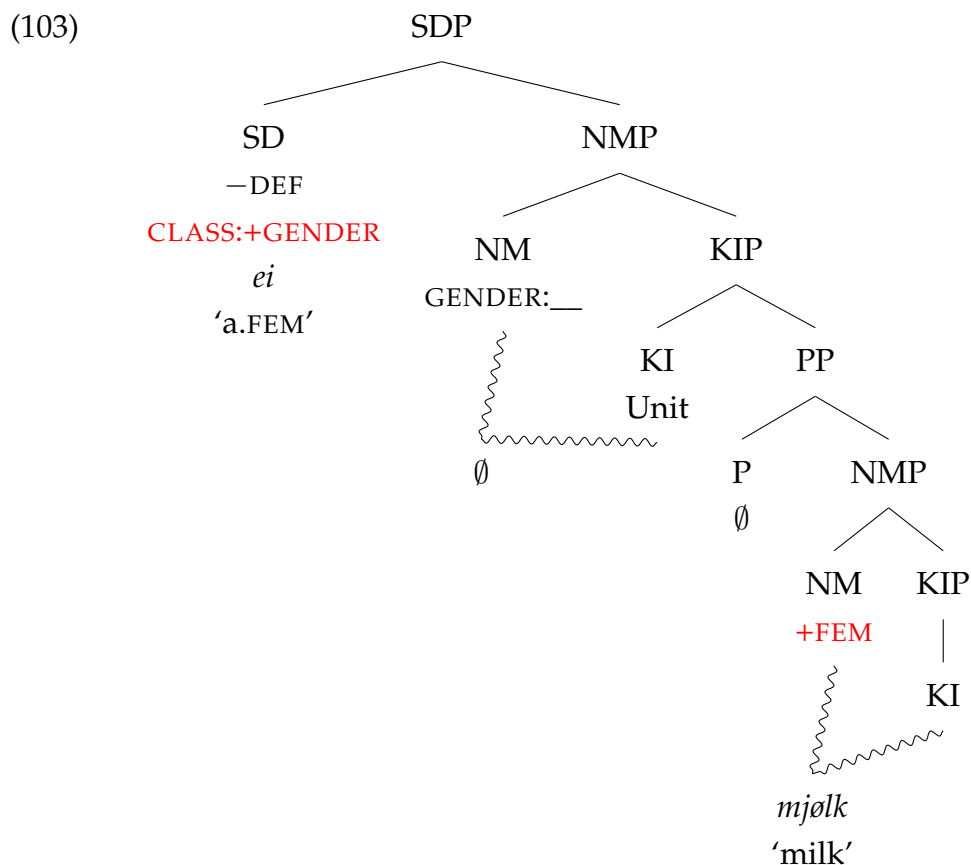 (103) SDP
SD NMP
−DEF
CLASS:+GENDER NM KIP
ei GENDER:__
‘a.FEM’ KI PP
Unit
∅ P NMP
∅
NM KIP
+FEM
KI
mjølk
‘milk’